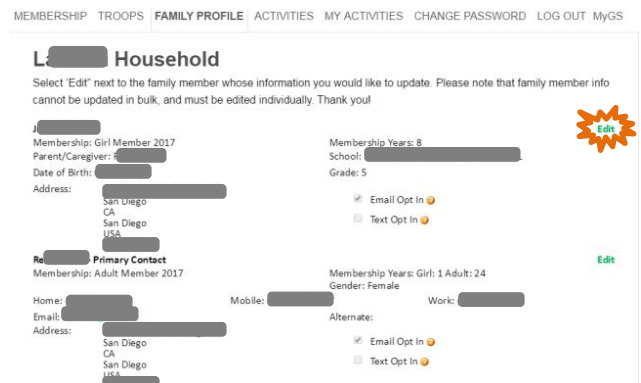 MEMBERSHIP TROOPS FAMILY PROFILE ACTIVITIES MY ACTIVITIES CHANGE PASSWORD LOG OUT MyGS
Household
Select 'Edit" next to the family member whose information you would like to update. Please note that family member info
cannot be updated in bulk, and must be edited individually. Thank you!
Edit
Membership: Girl Member 2017 Membership Years: 8
Parent/Caregiver: School:
Date of Birth: Grade: 5
Address:
San Diego Email Opt In
CA
San Diego Text Opt In
USA
Re - Primary Contact Edit
Membership: Adult Member 2017 Membership Years: Girl: 1 Adult: 24
Gender: Female
Home: Mobile: Work:
Email: Alternate:
Address:
San Diego Email Opt In
CA
San Diego Text Opt In
USA